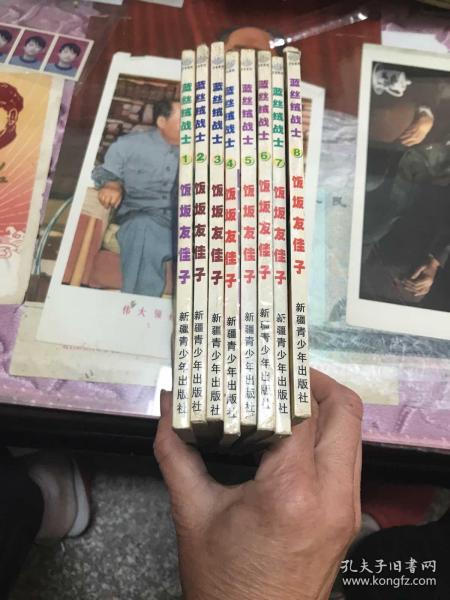 蓝丝绒战士 1 饭坂友佳子 新疆青少年出版社
蓝丝绒战士 2 饭坂友佳子 新疆青少年出版社
蓝丝绒战士 3 饭坂友佳子 新疆青少年出版社
蓝丝绒战士 4 饭坂友佳子 新疆青少年出版社
蓝丝绒战士 5 饭坂友佳子 新疆青少年出版社
蓝丝绒战士 6 饭坂友佳子 新疆青少年出版社
蓝丝绒战士 7 饭坂友佳子 新疆青少年出版社
蓝丝绒战士 8 饭坂友佳子 新疆青少年出版社
伟大领
民
孔夫子旧书网
www.kongfz.com